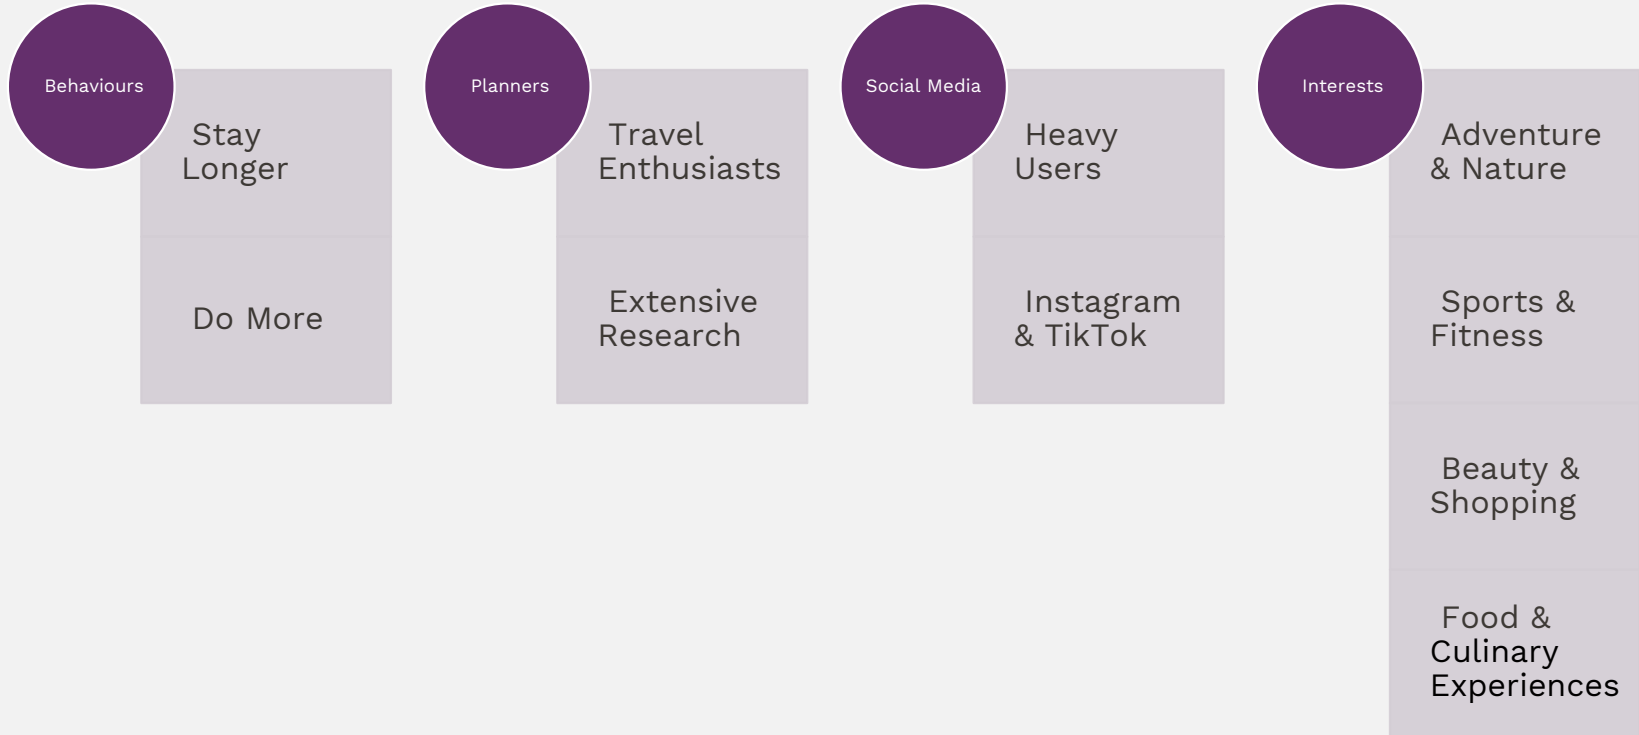 Behaviours
Stay
Longer
Do More
Planners
Travel
Enthusiasts
Extensive
Research
Social Media
Heavy
Users
Instagram
& TikTok
Interests
Adventure
& Nature
Sports &
Fitness
Beauty &
Shopping
Food &
Culinary
Experiences